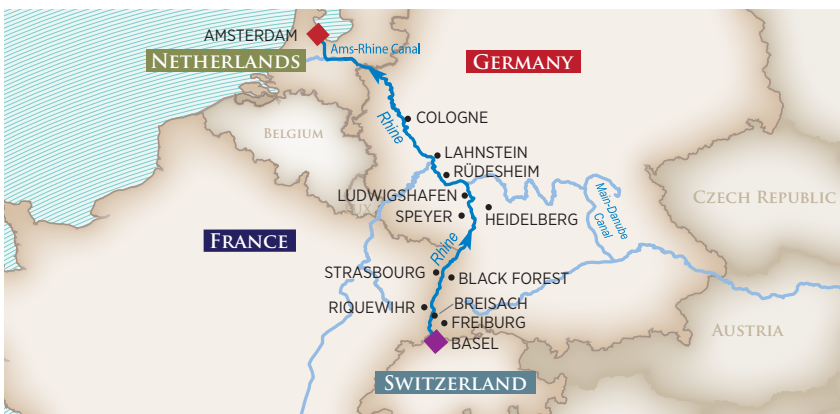 AMSTERDAM
Ams-Rhine Canal
NETHERLANDS
GERMANY
COLOGNE
Rhine
BELGIUM
LAHNSTEIN
RÜDESHEIM
LUDWIGSHAFEN
SPEYER
HEIDELBERG
Main-Danube
Canal
CZECH REPUBLIC
FRANCE
Rhine
STRASBOURG
BLACK FOREST
RIQUEWIHR
BREISACH
FREIBURG
BASEL
AUSTRIA
SWITZERLAND